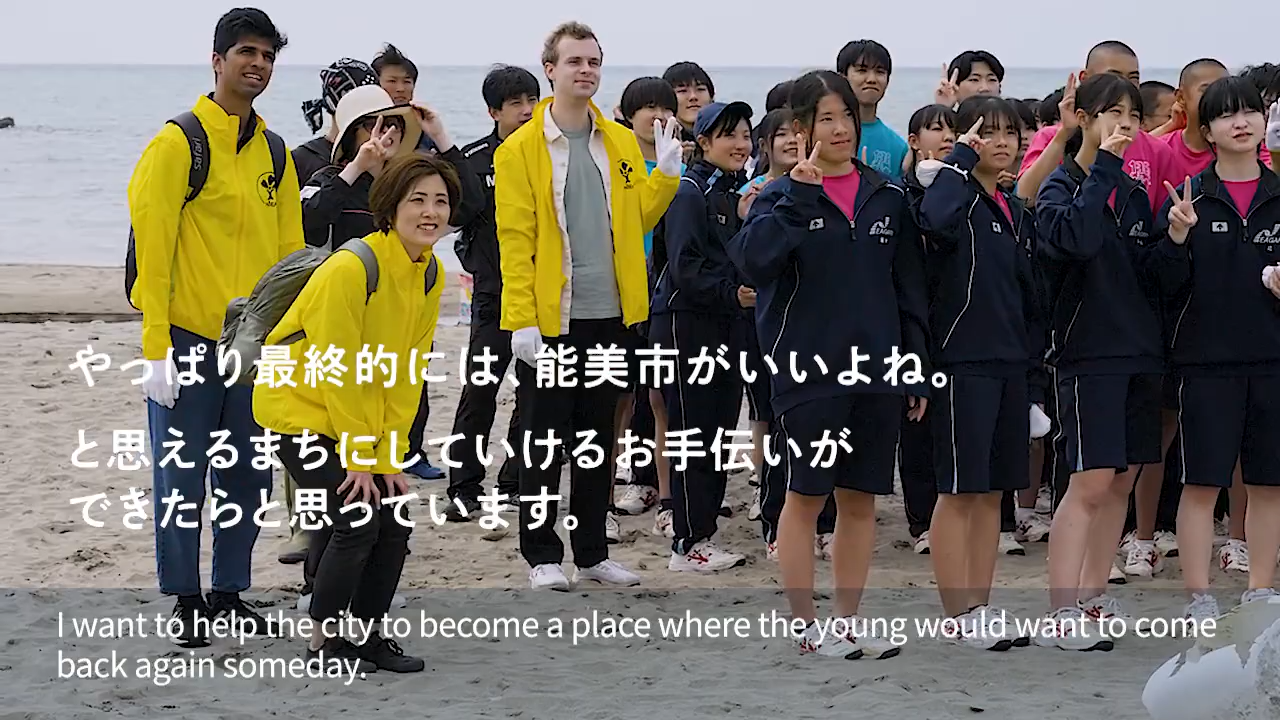 やっぱり最終的には、能美市がいいよね。
と思えるまちにしていけるお手伝いが
できたらと思っています。
I want to help the city to become a place where the young would want to come
back again someday.